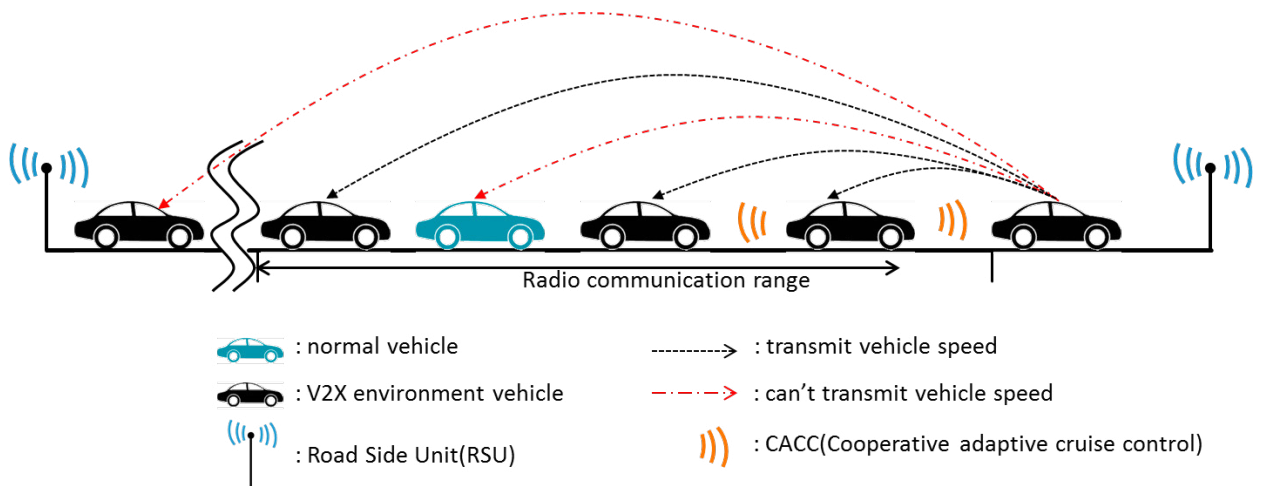 Radio communication range
: normal vehicle
: transmit vehicle speed
: V2X environment vehicle
: can't transmit vehicle speed
: Road Side Unit(RSU)
: CACC(Cooperative adaptive cruise control)